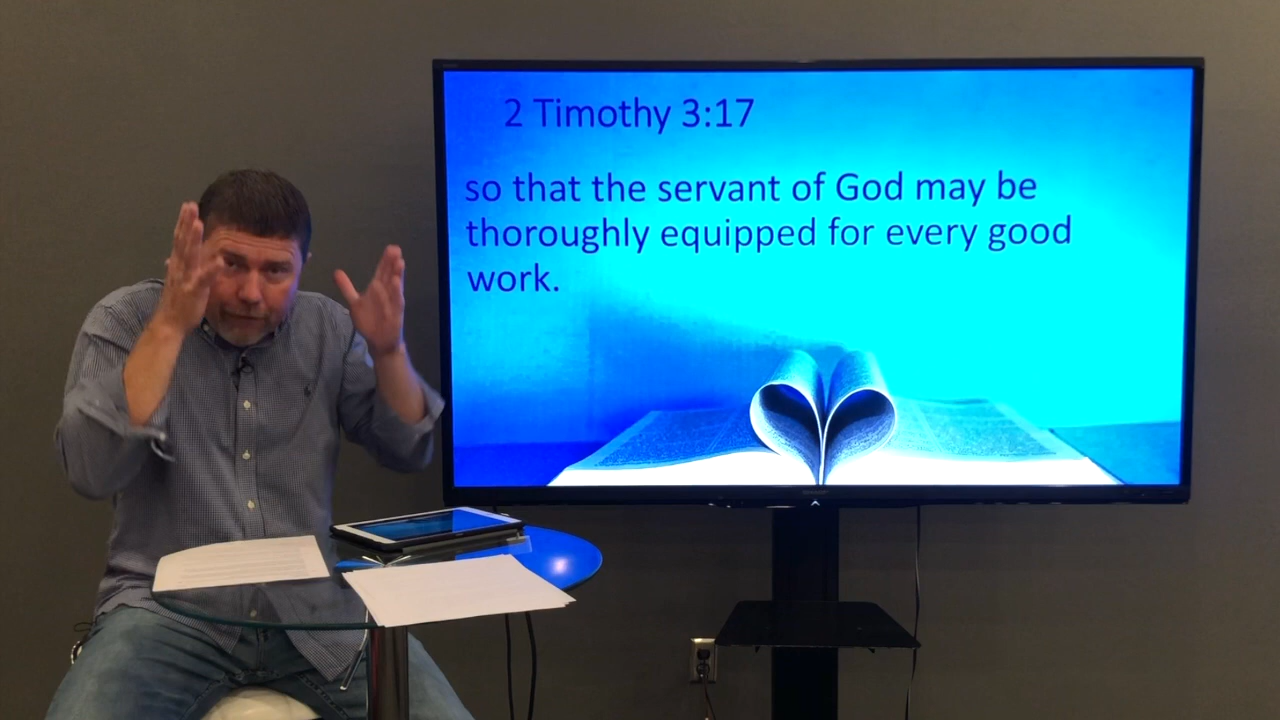 2 Timothy 3:17
so that the servant of God may be
thoroughly equipped for every good
work.